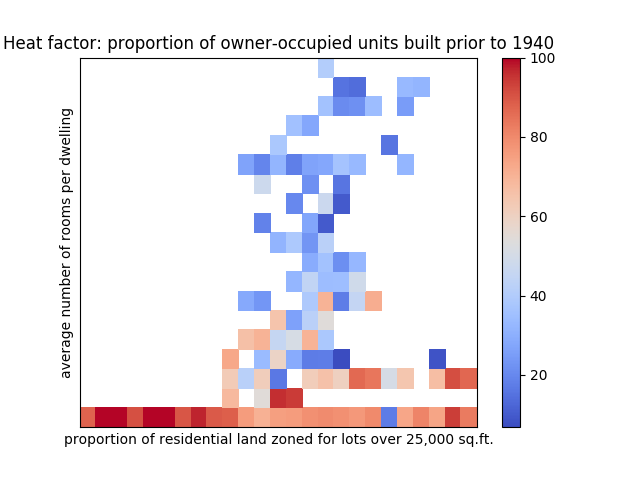 Heat factor: proportion of owner-occupied units built prior to 1940
average number of rooms per dwelling
100
80
60
40
20
proportion of residential land zoned for lots over 25,000 sq.ft.